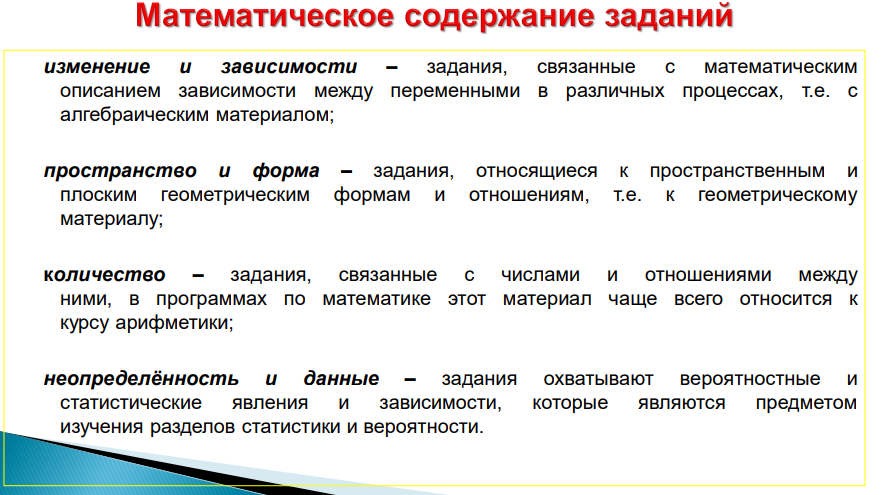 Математическое содержание заданий
изменение и зависимости – задания, связанные с математическим
описанием зависимости между переменными в различных процессах, т.е. с
алгебраическим материалом;
пространство и форма – задания, относящиеся к пространственным и
плоским геометрическим формам и отношениям, т.е. к геометрическому
материалу;
количество – задания, связанные с числами и отношениями между
ними, в программах по математике этот материал чаще всего относится к
курсу арифметики;
неопределённость и данные – задания охватывают вероятностные и
статистические явления и зависимости, которые являются предметом
изучения разделов статистики и вероятности.